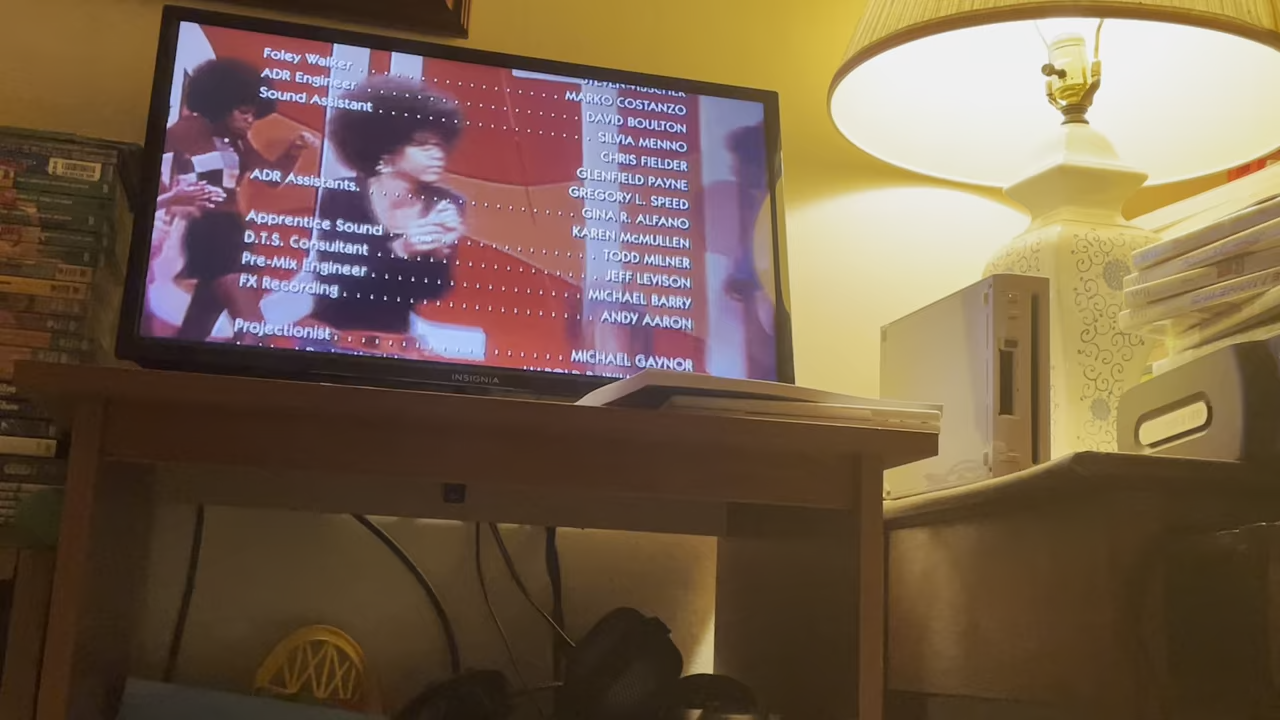 STEVEN VISSCHER
Foley Walker . . . . . . . . . . . . . . . . . MARKO COSTANZO
ADR Engineer . . . . . . . . . . . . . . . . . DAVID BOULTON
Sound Assistant . . . . . . . . . . . . . . . . . SILVIA MENNO
CHRIS FIELDER
GLENFIELD PAYNE
GREGORY L. SPEED
ADR Assistants. . . . . . . . . . . . . . . . . GINA R. ALFANO
KAREN McMULLEN
Apprentice Sound . . . . . . . . . . . . . . . . . TODD MILNER
D.T.S. Consultant . . . . . . . . . . . . . . . . . JEFF LEVISON
Pre-Mix Engineer . . . . . . . . . . . . . . . . . MICHAEL BARRY
FX Recording . . . . . . . . . . . . . . . . . ANDY AARON
Projectionist . . . . . . . . . . . . . . . . . MICHAEL GAYNOR
INSIGNIA